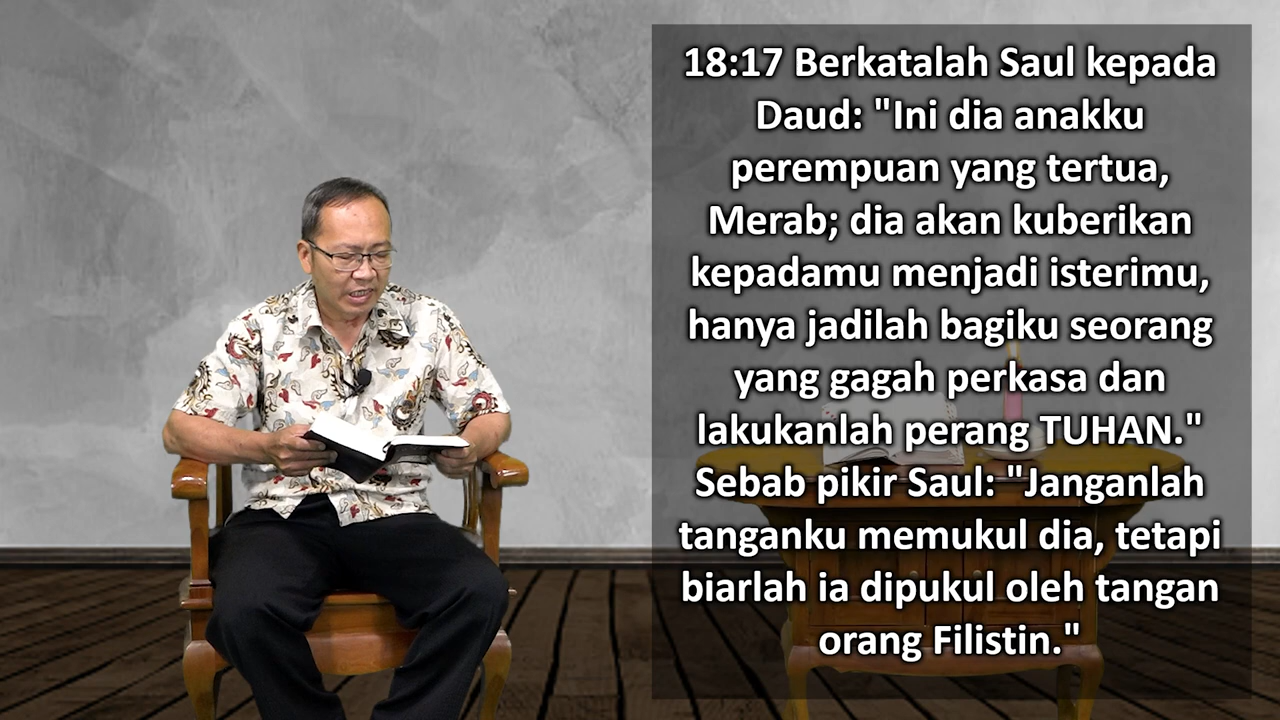 18:17 Berkatalah Saul kepada
Daud: "Ini dia anakku
perempuan yang tertua,
Merab; dia akan kuberikan
kepadamu menjadi isterimu,
hanya jadilah bagiku seorang
yang gagah perkasa dan
lakukanlah perang TUHAN."
Sebab pikir Saul: "Janganlah
tanganku memukul dia, tetapi
biarlah ia dipukul oleh tangan
orang Filistin."